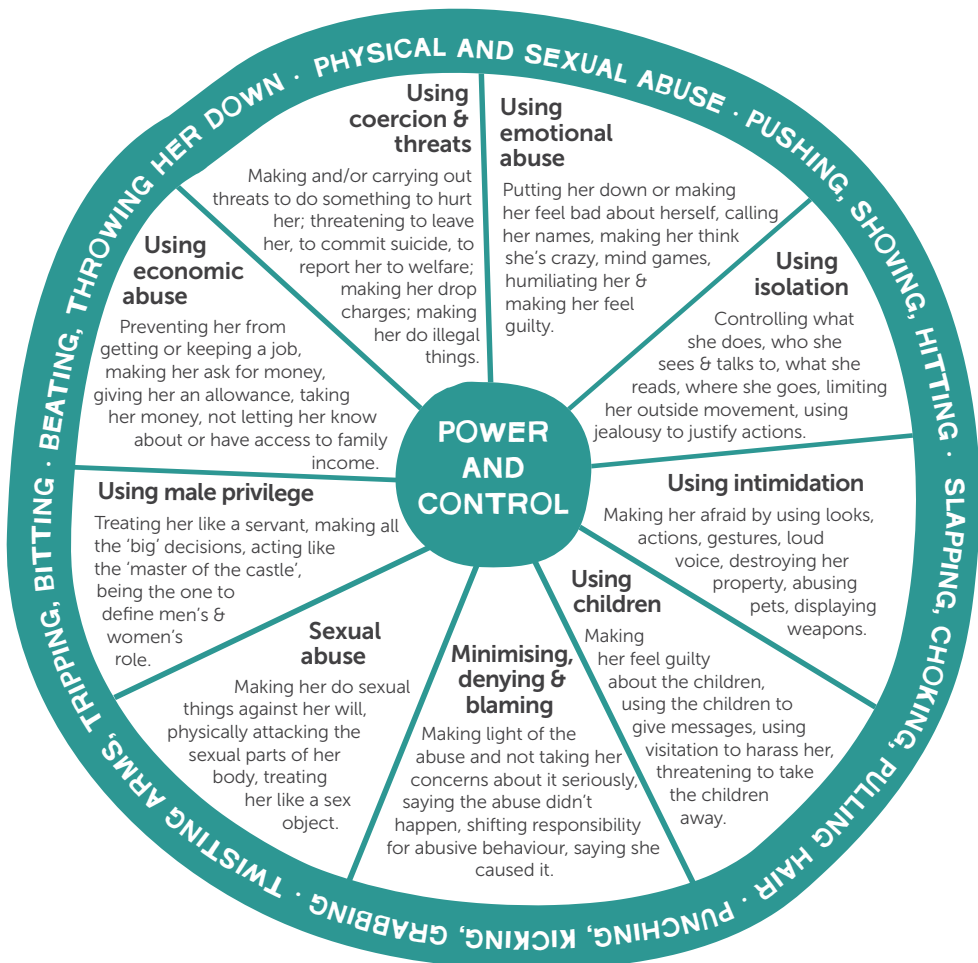 PHYSICAL AND SEXUAL ABUSE · PUSHING, SHOVING, HITTING · SLAPPING, CHOKING, PULLING HAIR · PUNCHING, KICKING, GRABBING · TWISTING ARMS, TRIPPING, BITTING · BEATING, THROWING HER DOWN ·
Using
coercion &
threats
Making and/or carrying out
threats to do something to hurt
her; threatening to leave
her, to commit suicide, to
report her to welfare;
making her drop
charges; making
her do illegal
things.
Using
emotional
abuse
Putting her down or making
her feel bad about herself, calling
her names, making her think
she's crazy, mind games,
humiliating her &
making her feel
guilty.
Using
isolation
Controlling what
she does, who she
sees & talks to, what she
reads, where she goes, limiting
her outside movement, using
jealousy to justify actions.
Using intimidation
Making her afraid by using looks,
actions, gestures, loud
voice, destroying her
property, abusing
pets, displaying
weapons.
Using
children
Making
her feel guilty
about the children,
using the children to
give messages, using
visitation to harass her,
threatening to take
the children
away.
Minimising,
denying &
blaming
Making light of the
abuse and not taking her
concerns about it seriously,
saying the abuse didn't
happen, shifting responsibility
for abusive behaviour, saying she
caused it.
Sexual
abuse
Making her do sexual
things against her will,
physically attacking the
sexual parts of her
body, treating
her like a sex
object.
Using male privilege
Treating her like a servant, making all
the 'big' decisions, acting like
the 'master of the castle',
being the one to
define men's &
women's
role.
Using
economic
abuse
Preventing her from
getting or keeping a job,
making her ask for money,
giving her an allowance, taking
her money, not letting her know
about or have access to family
income.
POWER
AND
CONTROL